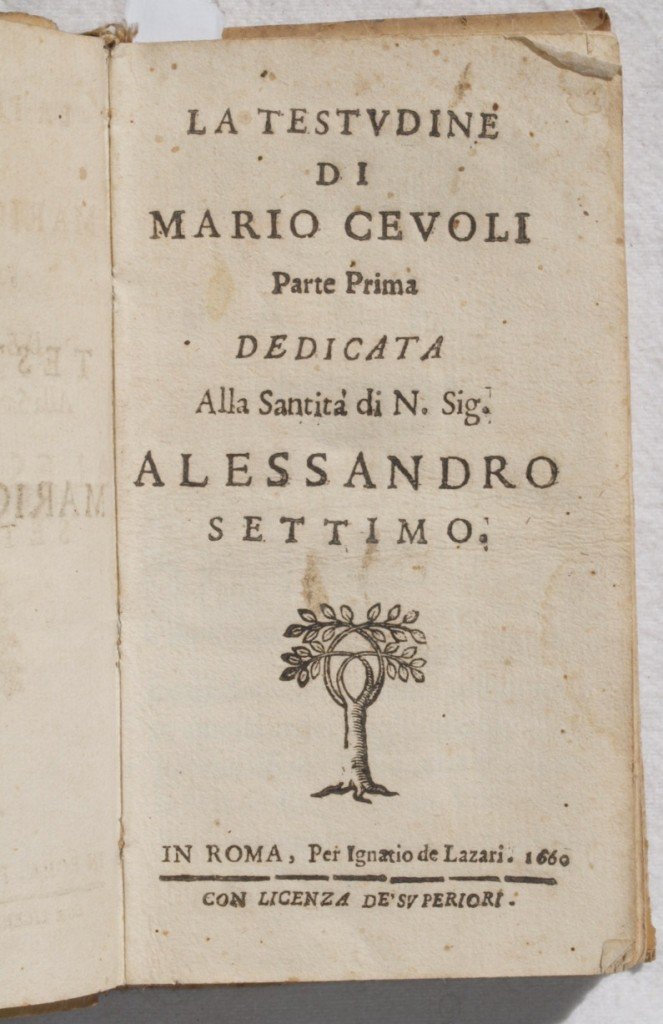 LA TESTVDINE
DI
MARIO CEVOLI
Parte Prima
DEDICATA
Alla Santità di N. Sig.
ALESSANDRO
SETTIMO.
IN ROMA, Per Ignatio de Lazari. 1660
CON LICENZA DE' SVPERIORI.